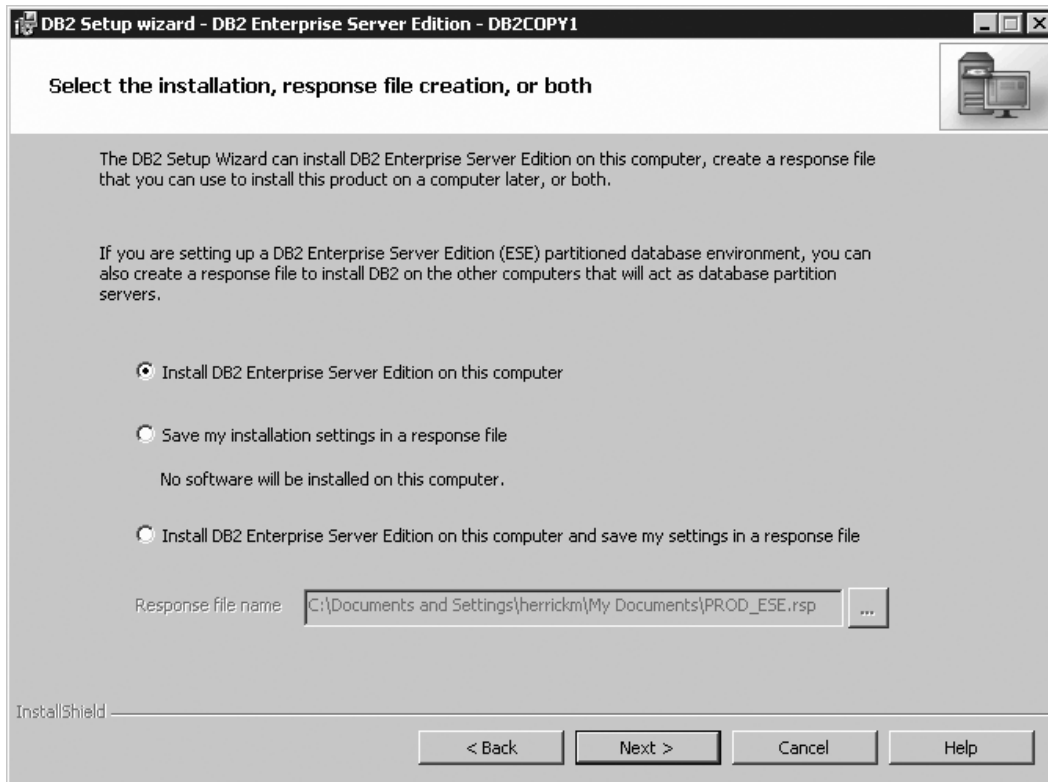 DB2 Setup wizard - DB2 Enterprise Server Edition - DB2COPY1
Select the installation, response file creation, or both
The DB2 Setup Wizard can install DB2 Enterprise Server Edition on this computer, create a response file
that you can use to install this product on a computer later, or both.
If you are setting up a DB2 Enterprise Server Edition (ESE) partitioned database environment, you can
also create a response file to install DB2 on the other computers that will act as database partition
servers.
Install DB2 Enterprise Server Edition on this computer
Save my installation settings in a response file
No software will be installed on this computer.
Install DB2 Enterprise Server Edition on this computer and save my settings in a response file
Response file name C:\Documents and Settings\herrickm\My Documents\PROD_ESE.rsp ...
InstallShield
< Back Next > Cancel Help